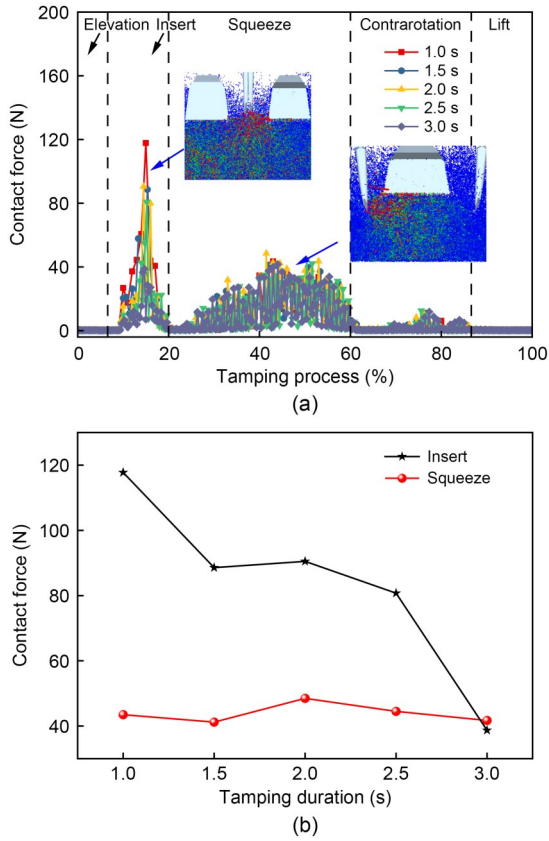 Elevation Insert Squeeze Contrarotation Lift
1.0 s
1.5 s
2.0 s
2.5 s
3.0 s
200
160
120
80
40
0
Contact force (N)
0 20 40 60 80 100
Tamping process (%)
(a)
Insert
Squeeze
120
100
80
60
40
Contact force (N)
1.0 1.5 2.0 2.5 3.0
Tamping duration (s)
(b)